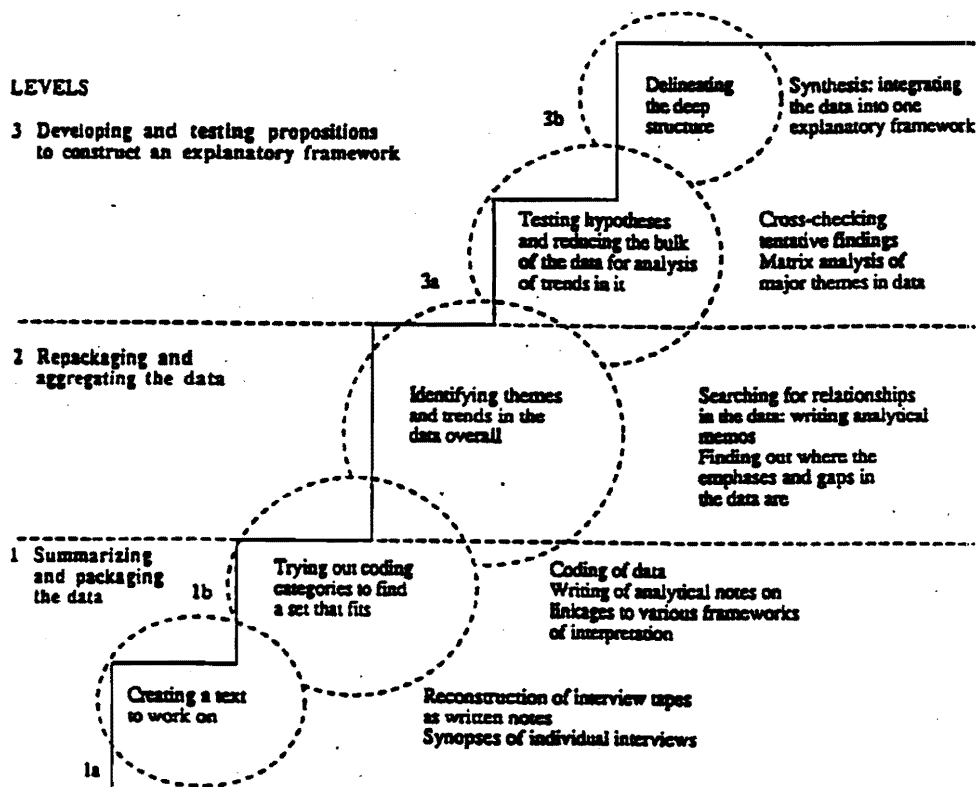 LEVELS
3 Developing and testing propositions
to construct an explanatory framework
3b
Delineating
the deep
structure
Synthesis: integrating
the data into one
explanatory framework
3a
Testing hypotheses
and reducing the bulk
of the data for analysis
of trends in it
Cross-checking
tentative findings
Matrix analysis of
major themes in data
2 Repackaging and
aggregating the data
Identifying themes
and trends in the
data overall
Searching for relationships
in the data: writing analytical
memos
Finding out where the
emphases and gaps in
the data are
1 Summarizing
and packaging
the data
1b
Trying out coding
categories to find
a set that fits
Coding of data
Writing of analytical notes on
linkages to various frameworks
of interpretation
1a
Creating a text
to work on
Reconstruction of interview tapes
as written notes
Synopses of individual interviews